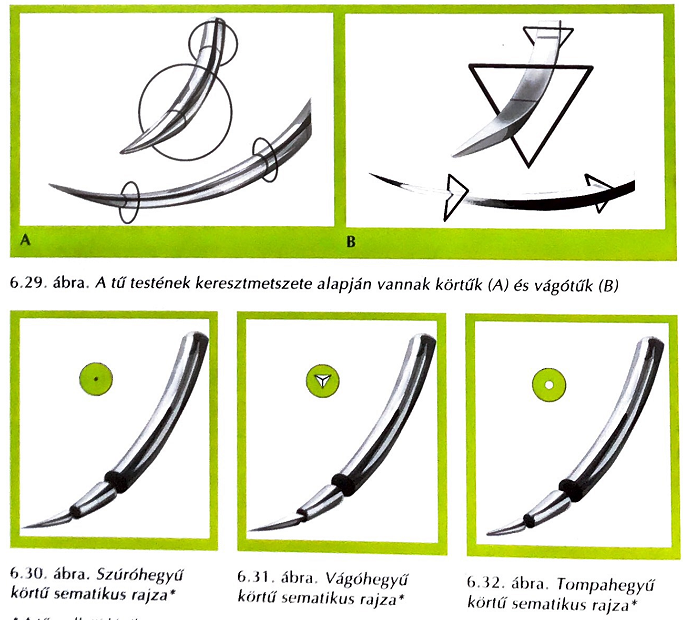 A
B
6.29. ábra. A tű testének keresztmetszete alapján vannak körtűk (A) és vágótűk (B)
6.30. ábra. Szúróhegyű
körtű sematikus rajza*
6.31. ábra. Vágóhegyű
körtű sematikus rajza*
6.32. ábra. Tompahegyű
körtű sematikus rajza*